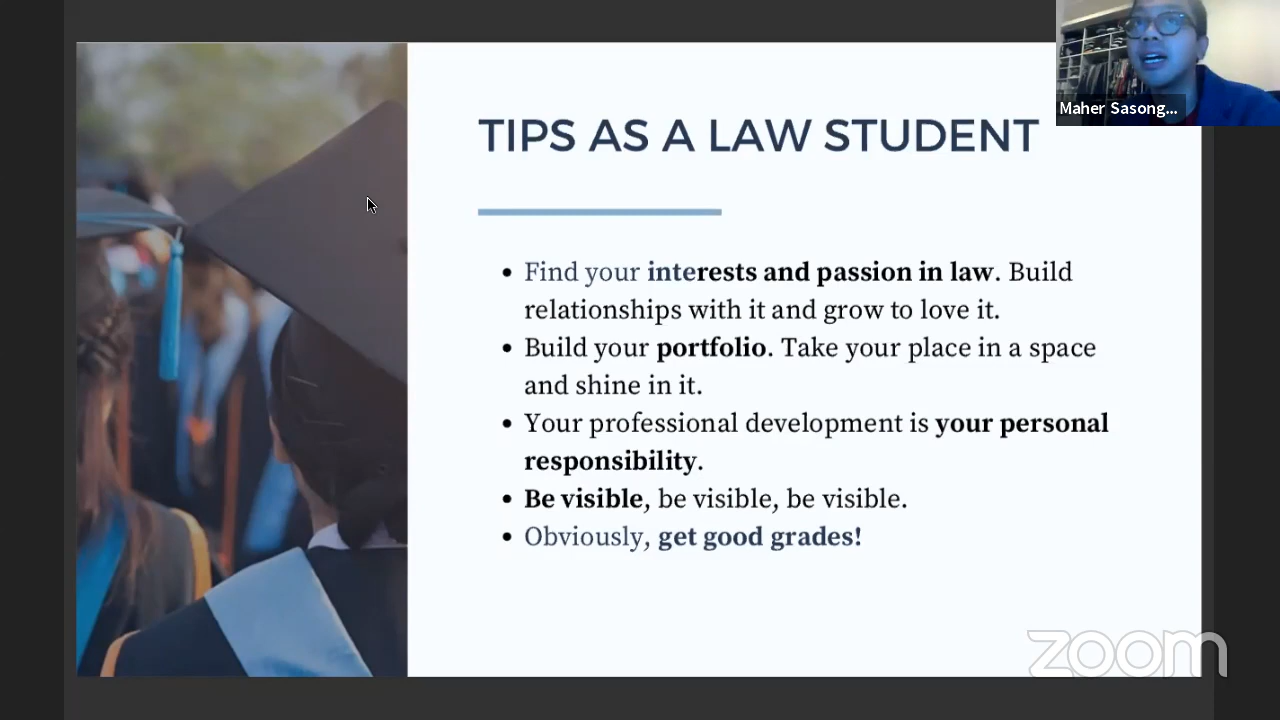 Maher Sasong...
TIPS AS A LAW STUDENT
• Find your interests and passion in law. Build
relationships with it and grow to love it.
• Build your portfolio. Take your place in a space
and shine in it.
• Your professional development is your personal
responsibility.
• Be visible, be visible, be visible.
• Obviously, get good grades!
zoom